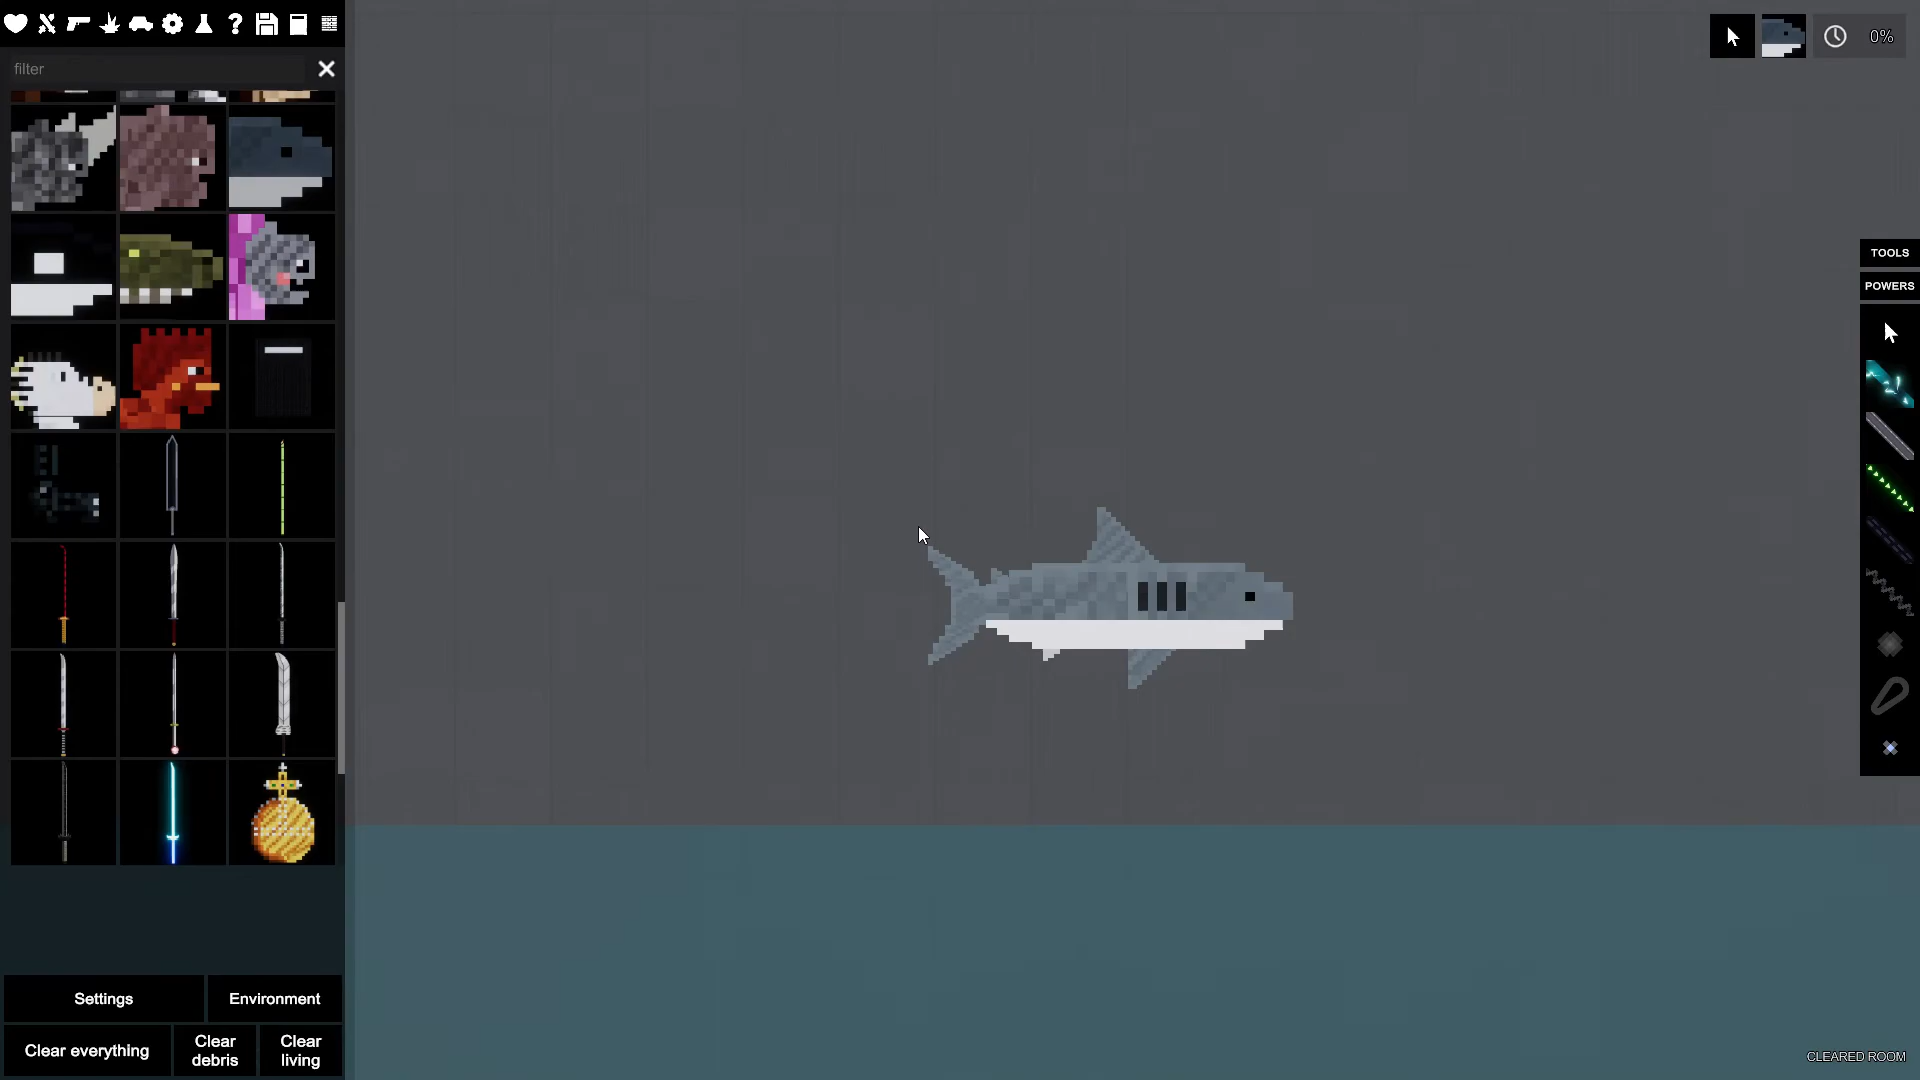 filter
0%
TOOLS
POWERS
Settings
Environment
Clear everything
Clear
debris
Clear
living
CLEARED ROOM